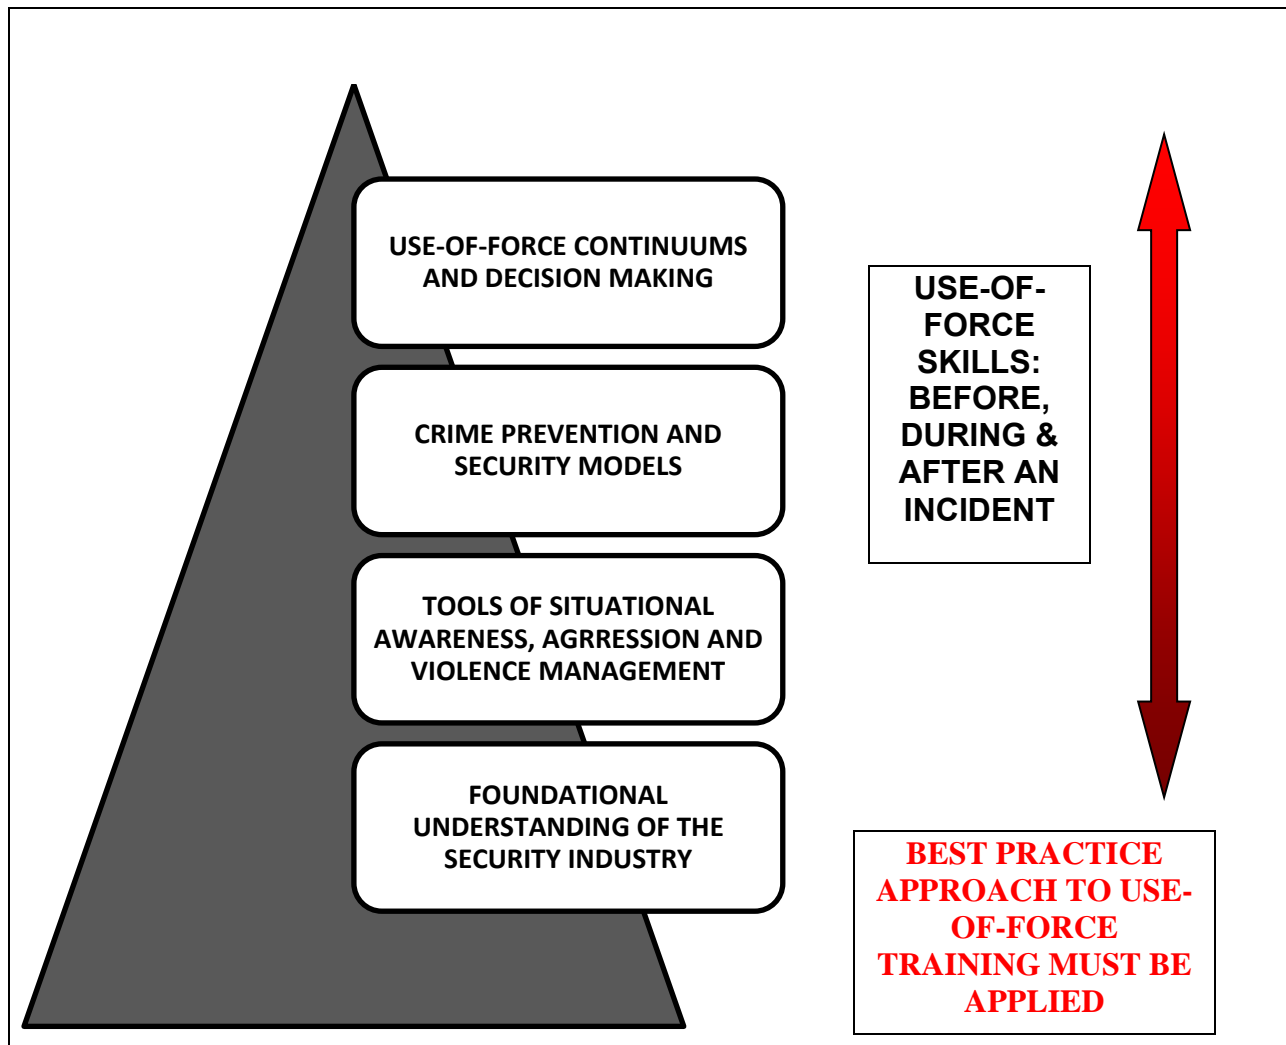 USE-OF-FORCE CONTINUUMS
AND DECISION MAKING
CRIME PREVENTION AND
SECURITY MODELS
TOOLS OF SITUATIONAL
AWARENESS, AGRRESSION AND
VIOLENCE MANAGEMENT
FOUNDATIONAL
UNDERSTANDING OF THE
SECURITY INDUSTRY
USE-OF-
FORCE
SKILLS:
BEFORE,
DURING &
AFTER AN
INCIDENT
BEST PRACTICE
APPROACH TO USE-
OF-FORCE
TRAINING MUST BE
APPLIED